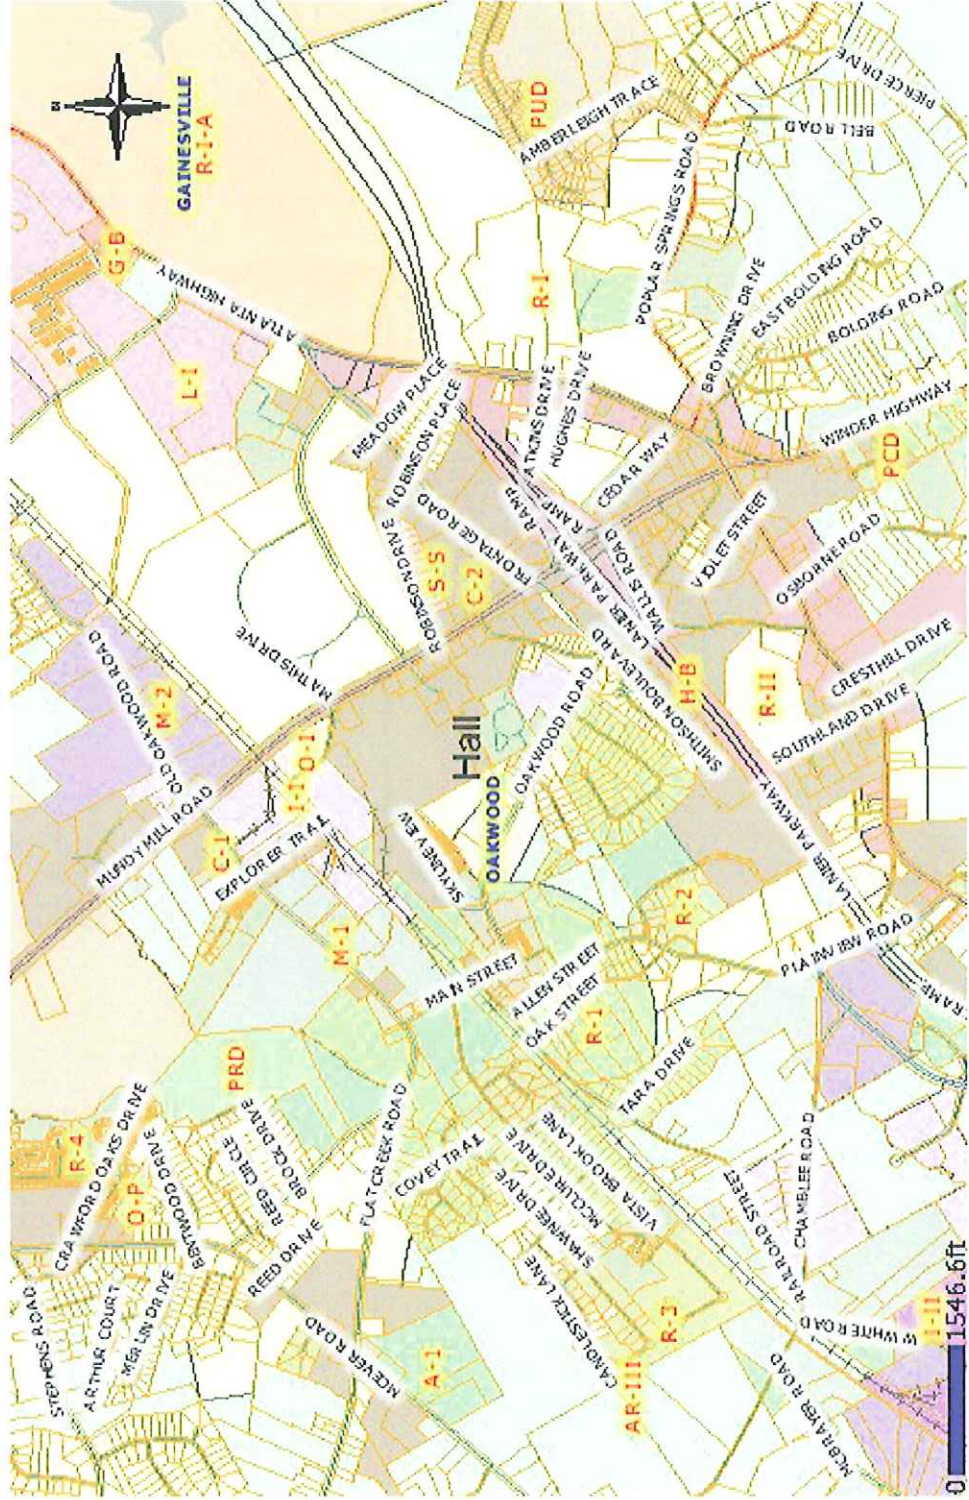 N
GAINESVILLE
R-I-A
G-B
ATLANTA HIGHWAY
L-I
PUD
AMBERLEIGH TRACE
PIERCE DRIVE
BELL ROAD
POPLAR SPRINGS ROAD
R-I
EAST BOLDING ROAD
BROWNING DRIVE
BOLDING ROAD
MEADOW PLACE
ROBINSON PLACE
ATKINS DRIVE
HUGHES DRIVE
WINDER HIGHWAY
PCD
CEDAR WAY
RAMP
RAMP
FRONTAGE ROAD
ROBINSON DRIVE
S-S
C-2
LANIER PARKWAY
WALLIS ROAD
VIOLET STREET
OSBORNE ROAD
MATHIS DRIVE
OLD OAKWOOD ROAD
M-2
MUNDY MILL ROAD
I-I
O-I
C-1
EXPLORER TRAIL
Hall
OAKWOOD
OAKWOOD ROAD
SKYLINE VIEW
SMITHSON BOULEVARD
H-B
R-II
CRESTHILL DRIVE
SOUTHLAND DRIVE
LANIER PARKWAY
M-1
MAIN STREET
ALLEN STREET
OAK STREET
R-2
R-1
PLAINVIEW ROAD
RAMP
TARA DRIVE
PRD
R-4
CRAWFORD OAKS DRIVE
O-P
BENTWOOD DRIVE
REED CIRCLE
BROCK DRIVE
FLAT CREEK ROAD
COVEY TRAIL
REED DRIVE
STEPHENS ROAD
ARTHUR COURT
MERLIN DRIVE
MCEVER ROAD
A-1
SHAWNEE DRIVE
MCCLURE DRIVE
VISTA BROOK LANE
CANDLESTICK LANE
R-3
AR-III
RAILROAD STREET
CHAMBLEE ROAD
W WHITE ROAD
MCBRAYER ROAD
I-II
0 1546.6ft